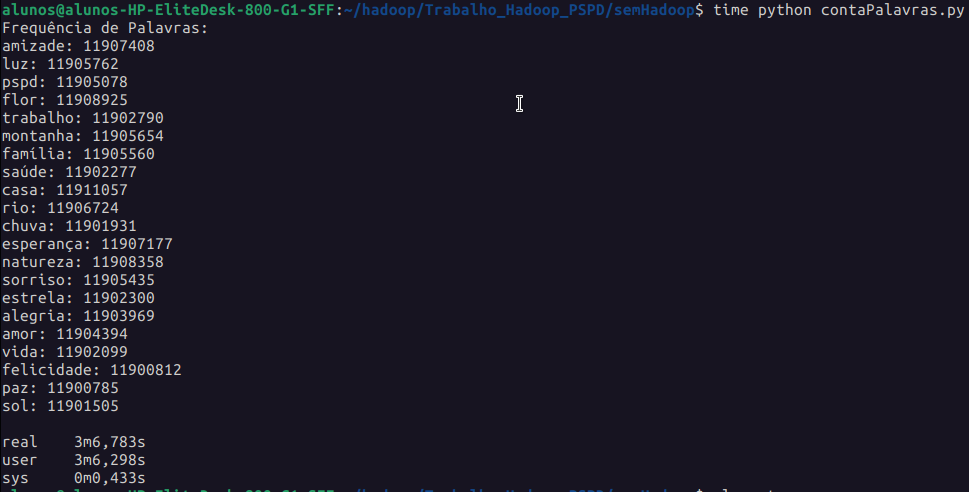 alunos@alunos-HP-EliteDesk-800-G1-SFF:~/hadoop/Trabalho_Hadoop_PSPD/semHadoop$ time python contaPalavras.py
Frequência de Palavras:
amizade: 11907408
luz: 11905762
pspd: 11905078
flor: 11908925
trabalho: 11902790
montanha: 11905654
família: 11905560
saúde: 11902277
casa: 11911057
rio: 11906724
chuva: 11901931
esperança: 11907177
natureza: 11908358
sorriso: 11905435
estrela: 11902300
alegria: 11903969
amor: 11904394
vida: 11902099
felicidade: 11900812
paz: 11900785
sol: 11901505
real 3m6,783s
user 3m6,298s
sys 0m0,433s